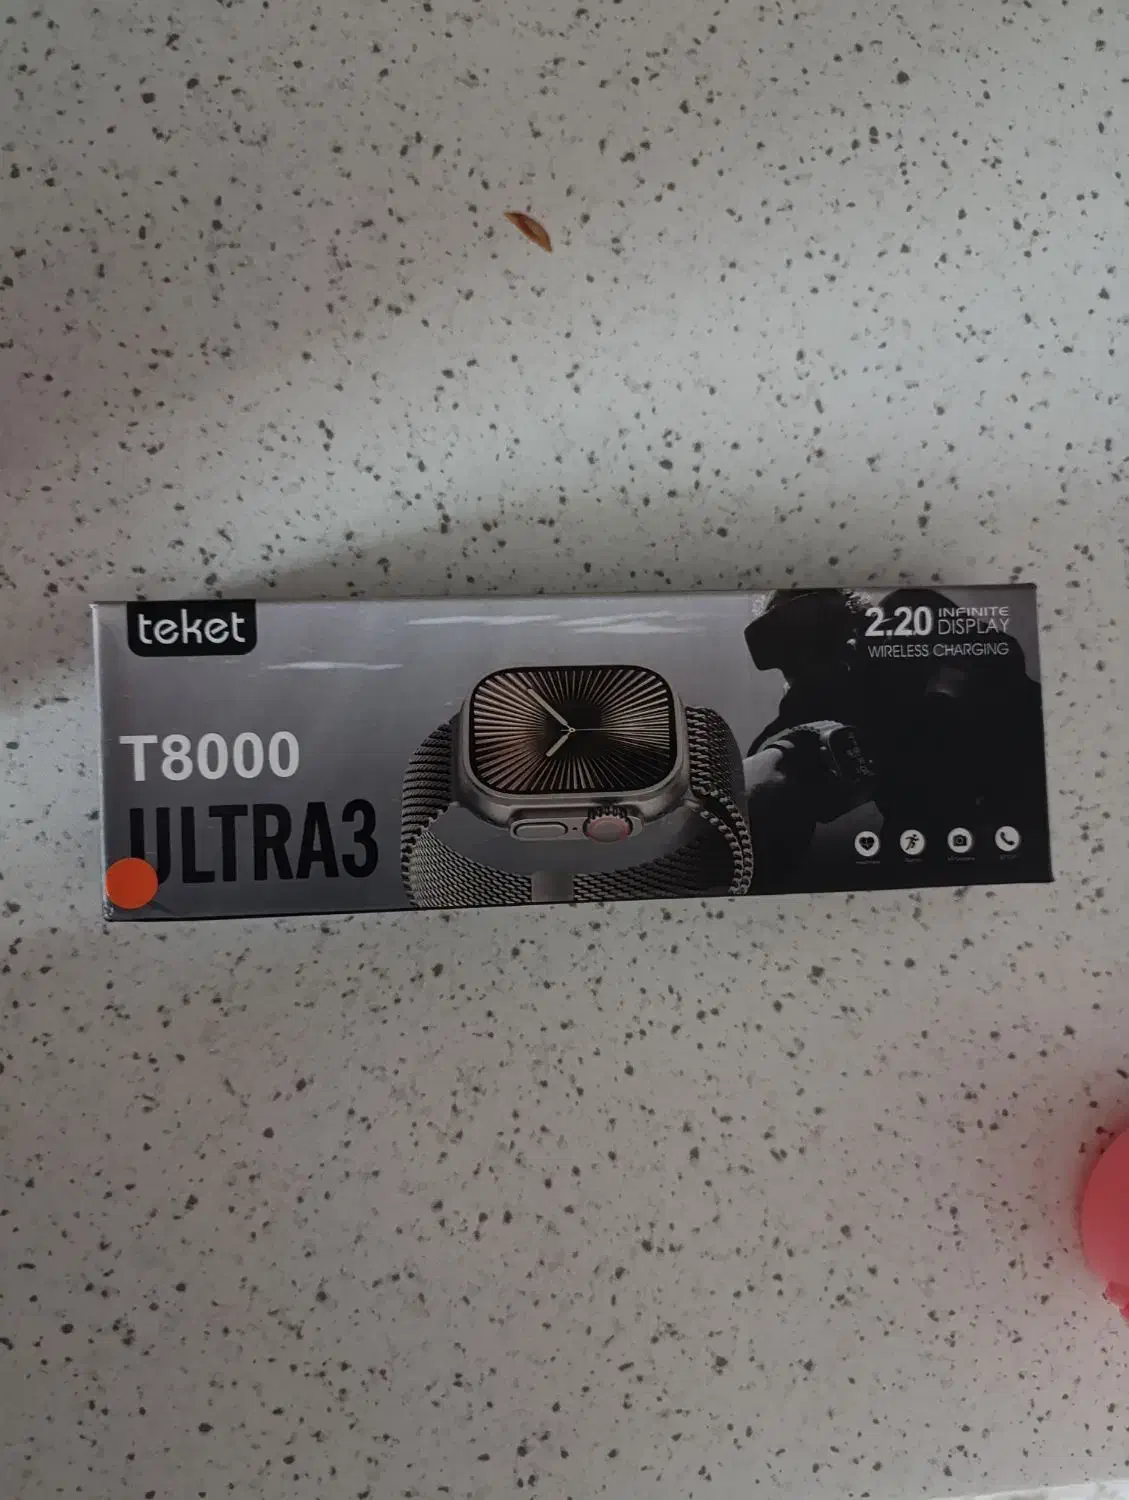 teket
T8000
ULTRA3
2.20 INFINITE DISPLAY
WIRELESS CHARGING